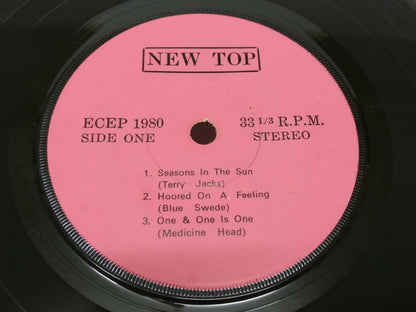 NEW TOP
ECEP 1980
33 1/3 R.P.M.
SIDE ONE
STEREO
1. Seasons In The Sun
(Terry Jacks)
2. Hoored On A Feeling
(Blue Swede)
3. One & One Is One
(Medicine Head)